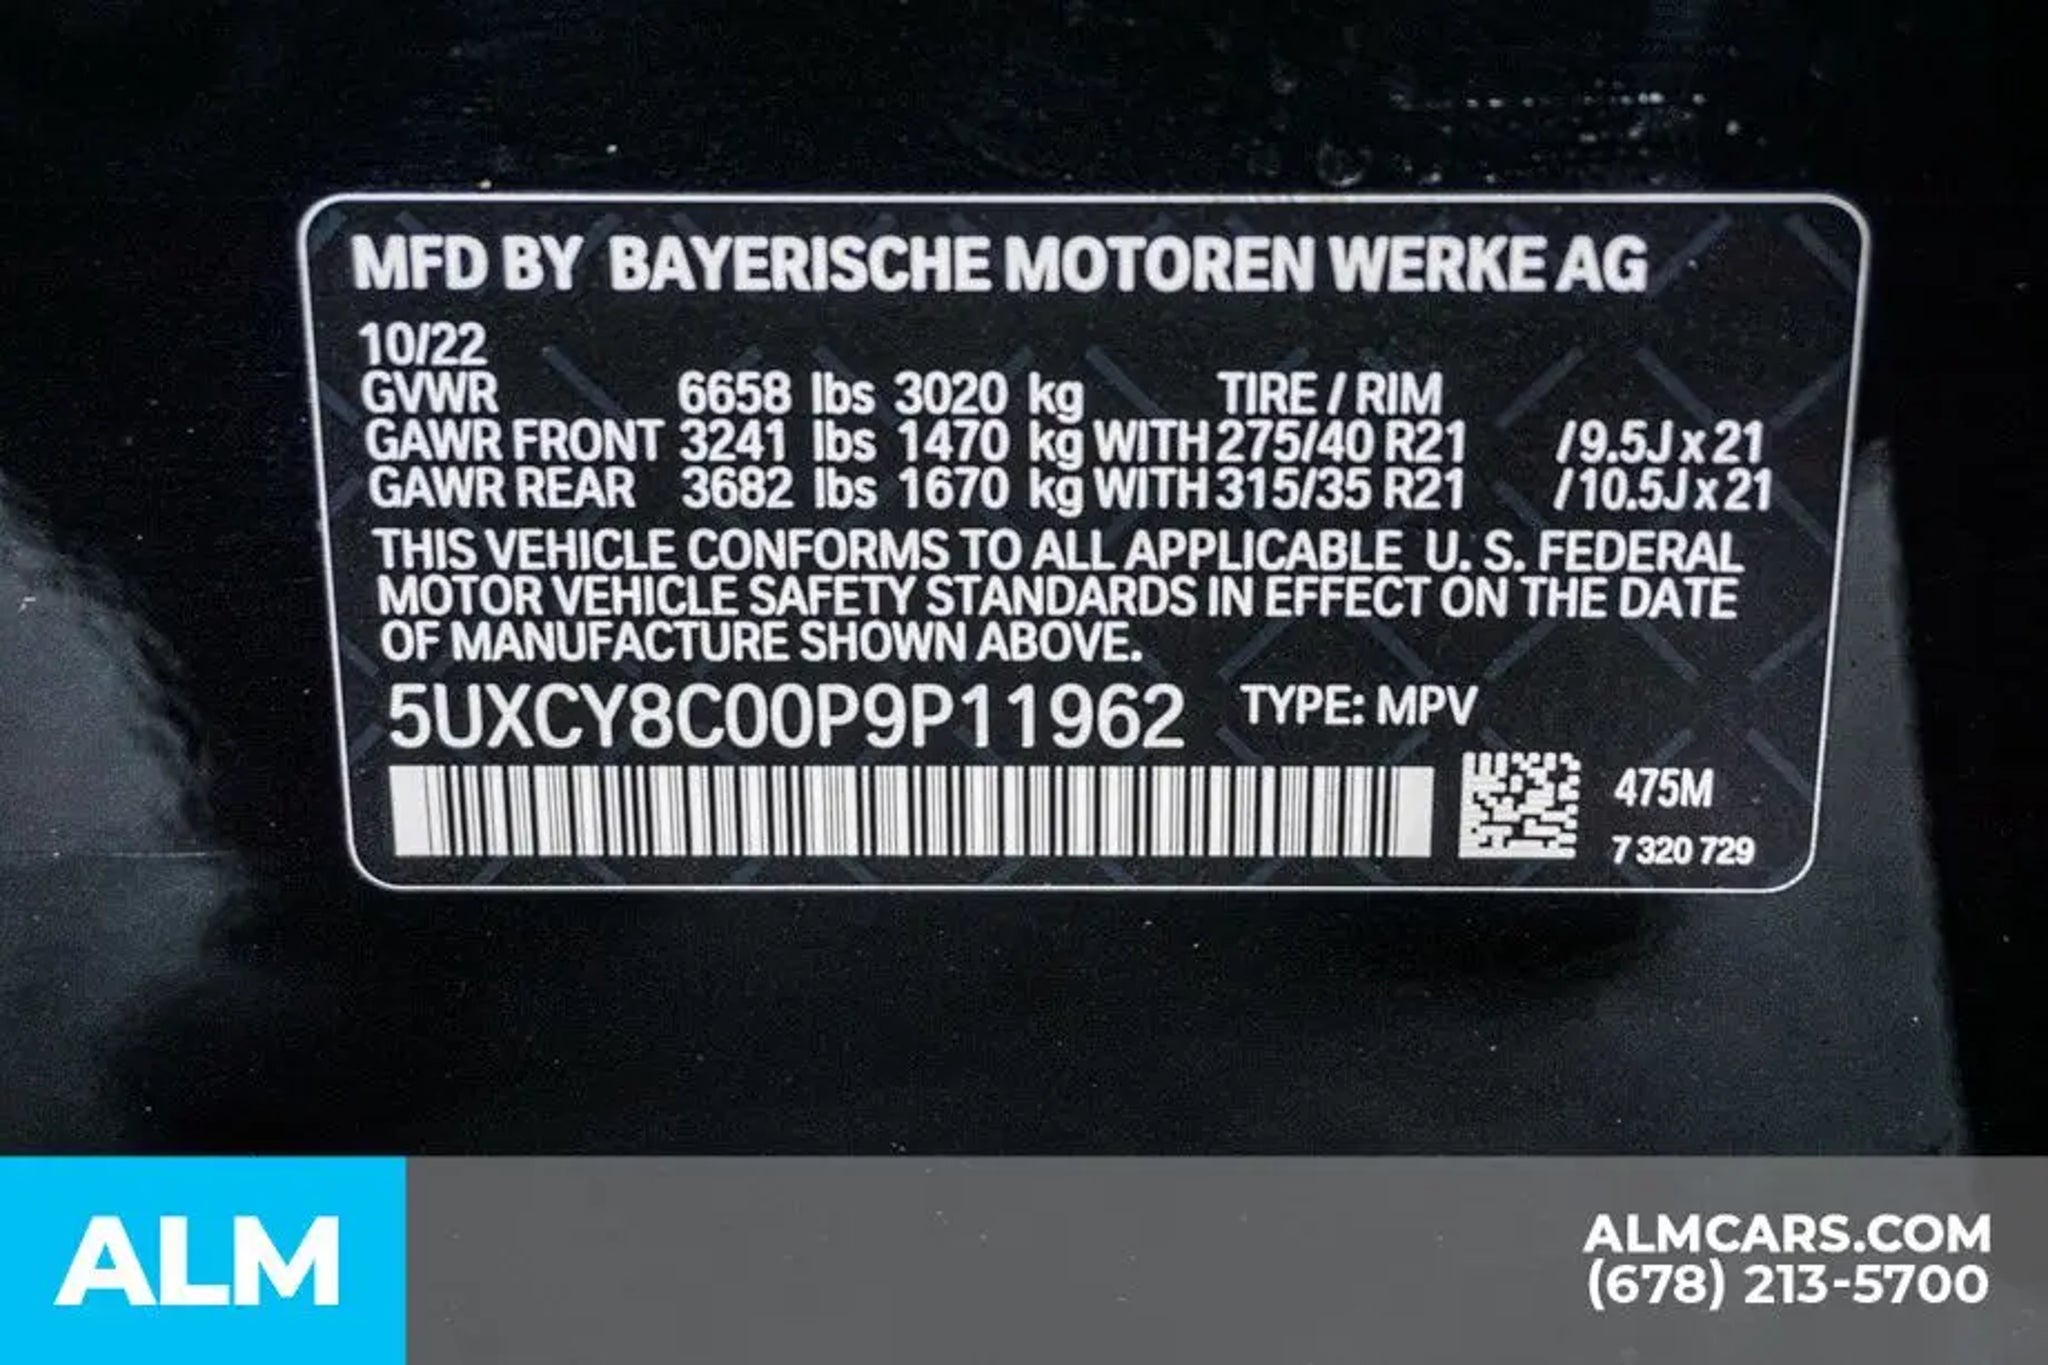 MFD BY BAYERISCHE MOTOREN WERKE AG
10/22
GVWR 6658 lbs 3020 kg TIRE / RIM
GAWR FRONT 3241 lbs 1470 kg WITH 275/40 R21 /9.5J x 21
GAWR REAR 3682 lbs 1670 kg WITH 315/35 R21 /10.5J x 21
THIS VEHICLE CONFORMS TO ALL APPLICABLE U. S. FEDERAL
MOTOR VEHICLE SAFETY STANDARDS IN EFFECT ON THE DATE
OF MANUFACTURE SHOWN ABOVE.
5UXCY8C00P9P11962 TYPE: MPV
475M
7 320 729
ALM
ALMCARS.COM
(678) 213-5700